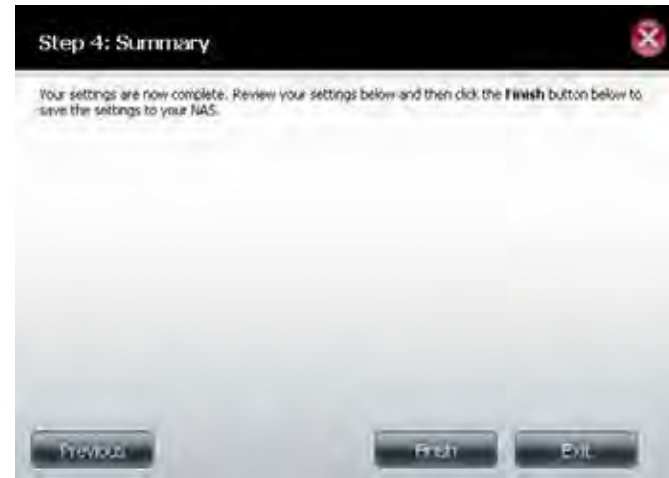 Step 4: Summary
Your settings are now complete. Review your settings below and then click the Finish button below to
save the settings to your NAS.
Previous
Finish
Exit